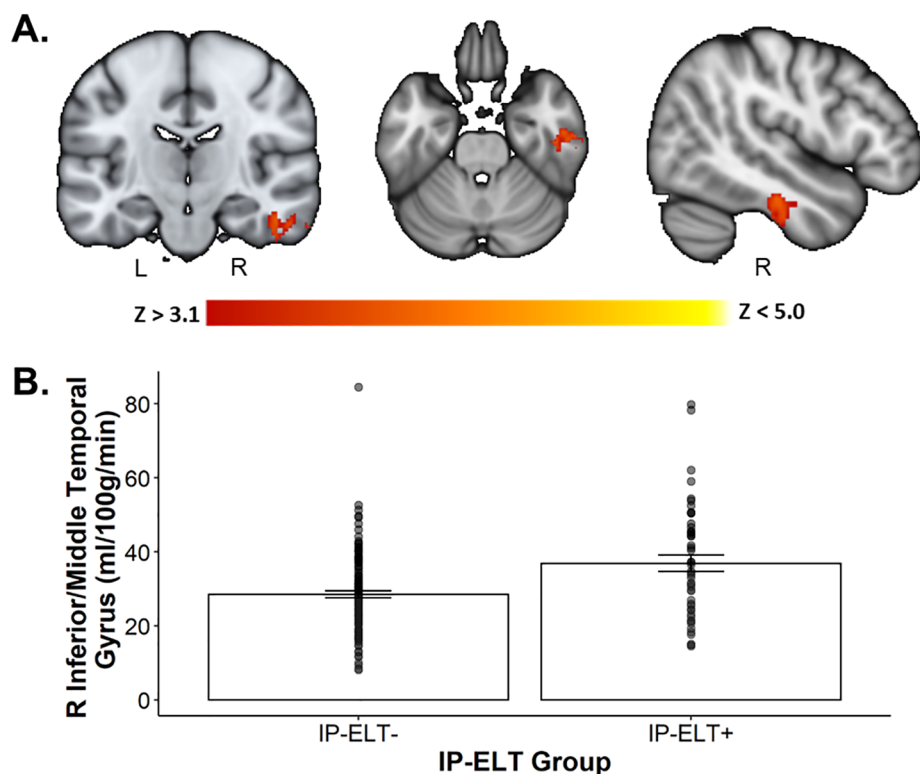 A.
L
R
R
Z > 3.1
Z < 5.0
B.
R Inferior/Middle Temporal
Gyrus (ml/100g/min)
80
60
40
20
0
IP-ELT-
IP-ELT+
IP-ELT Group